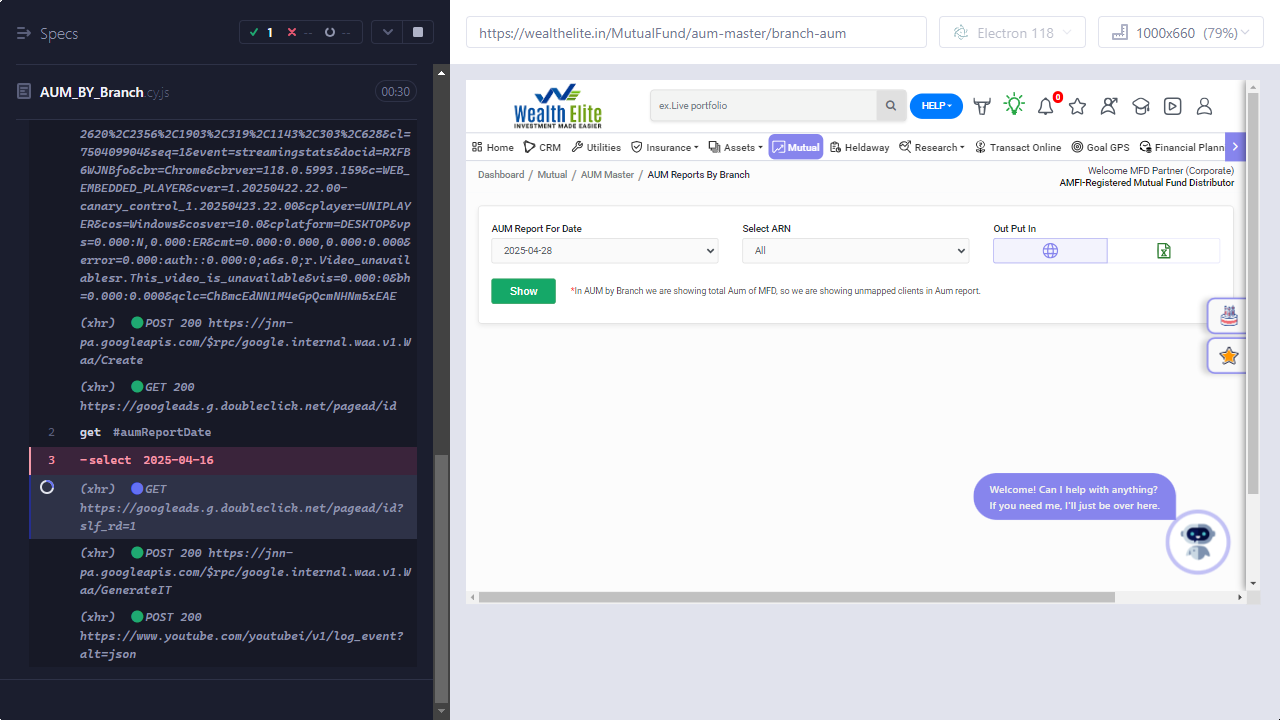 Specs
1
--
--
AUM_BY_Branch.cy.js
00:30
2620%2C2356%2C1903%2C319%2C1143%2C303%2C628&cl=
750409904&seq=1&event=streamingstats&docid=RXFB
6WJNBfo&cbr=Chrome&cbrver=118.0.5993.159&c=WEB_
EMBEDDED_PLAYER&cver=1.20250422.22.00-
canary_control_1.20250423.22.00&cplayer=UNIPLAY
ER&cos=Windows&cosver=10.0&cplatform=DESKTOP&vp
s=0.000:N,0.000:ER&cmt=0.000:0.000,0.000:0.000&
error=0.000:auth::0.000:0;a6s.0;r.Video_unavail
ablesr.This_video_is_unavailable&vis=0.000:0&bh
=0.000:0.000&qclc=ChBmcEdNN1M4eGpQcmNHNm5xEAE
(xhr) POST 200 https://jnn-
pa.googleapis.com/$rpc/google.internal.waa.v1.W
aa/Create
(xhr) GET 200
https://googleads.g.doubleclick.net/pagead/id
2 get #aumReportDate
3 -select 2025-04-16
(xhr) GET
https://googleads.g.doubleclick.net/pagead/id?
slf_rd=1
(xhr) POST 200 https://jnn-
pa.googleapis.com/$rpc/google.internal.waa.v1.W
aa/GenerateIT
(xhr) POST 200
https://www.youtube.com/youtubei/v1/log_event?
alt=json
https://wealthelite.in/MutualFund/aum-master/branch-aum
Electron 118
1000x660 (79%)
Wealth Elite
INVESTMENT MADE EASIER
ex.Live portfolio
HELP
0
Home
CRM
Utilities
Insurance
Assets
Mutual
Heldaway
Research
Transact Online
Goal GPS
Financial Plann
Dashboard / Mutual / AUM Master / AUM Reports By Branch
Welcome MFD Partner (Corporate)
AMFI-Registered Mutual Fund Distributor
AUM Report For Date
Select ARN
Out Put In
2025-04-28
All
Show
*In AUM by Branch we are showing total Aum of MFD, so we are showing unmapped clients in Aum report.
Welcome! Can I help with anything?
If you need me, I'll just be over here.